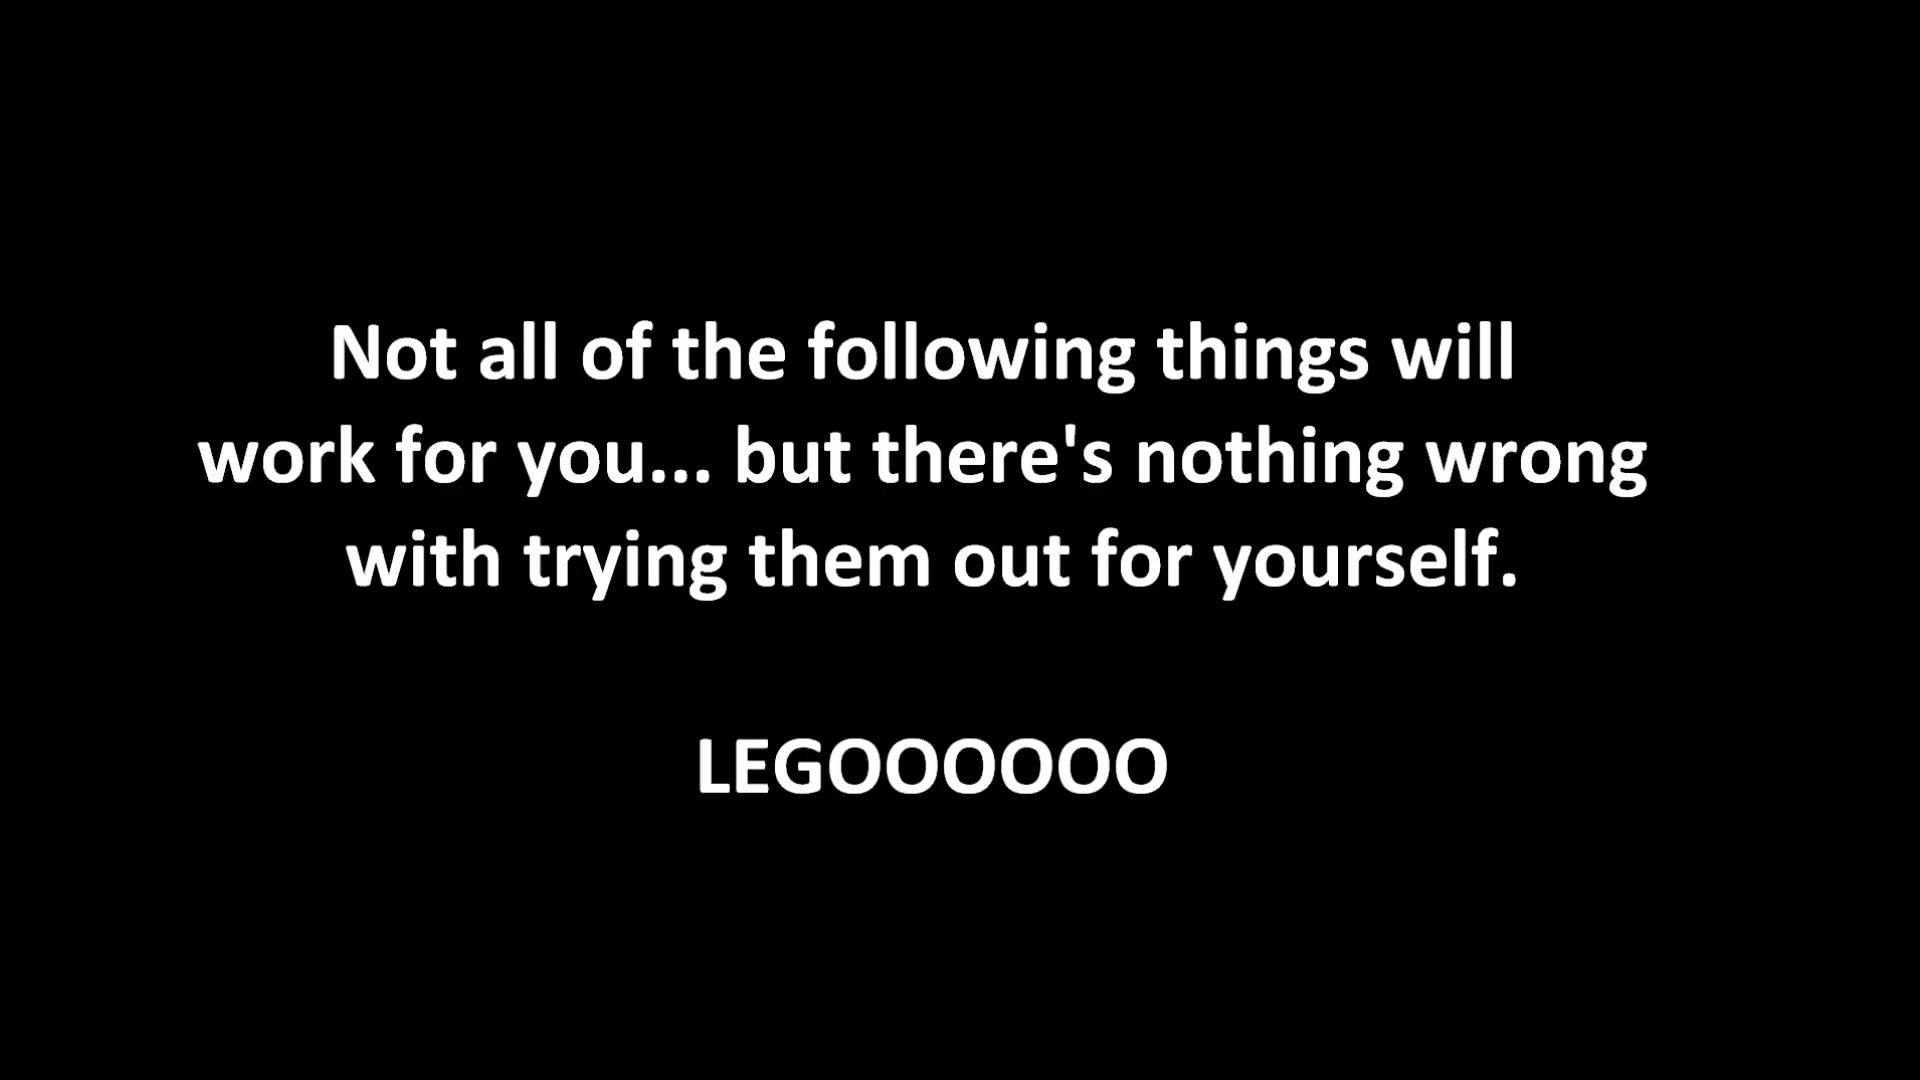 Not all of the following things will
work for you... but there's nothing wrong
with trying them out for yourself.
LEGOOOOOO